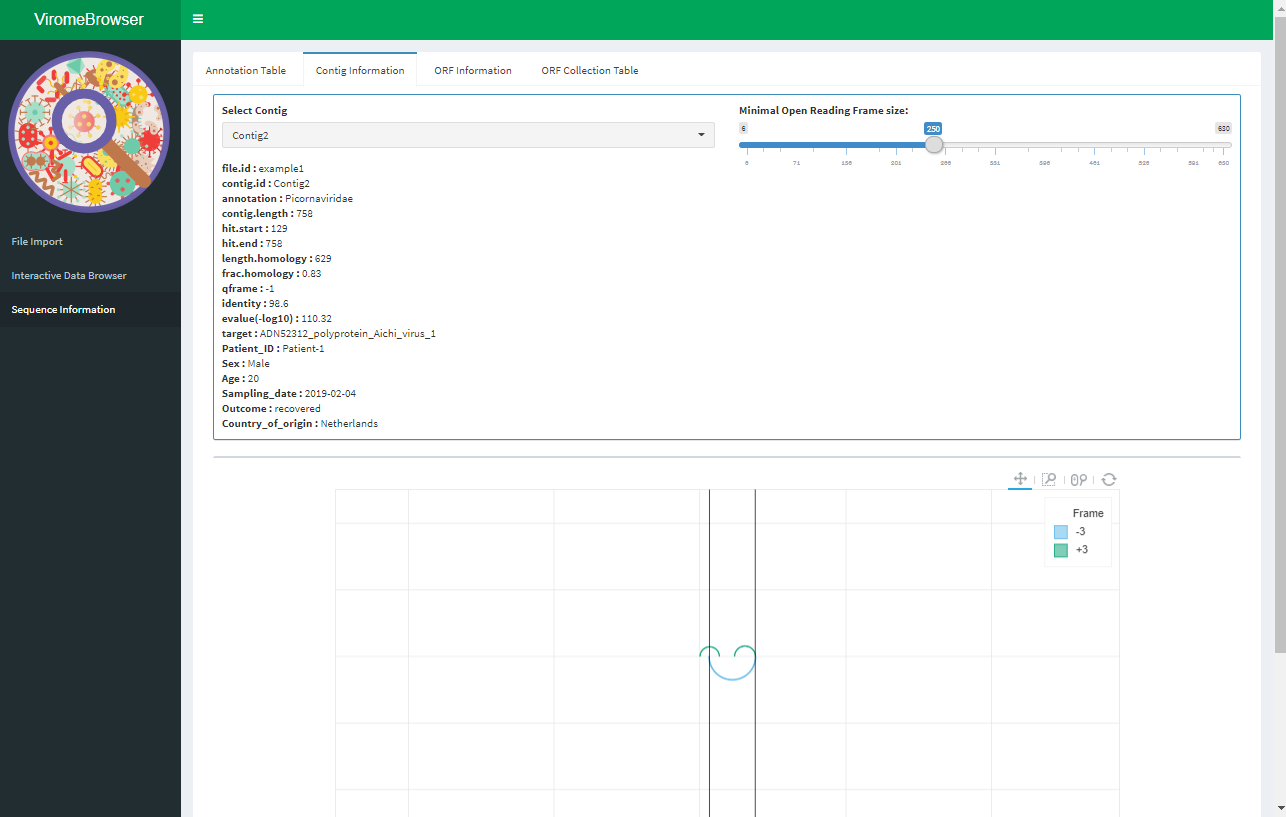 ViromeBrowser
Annotation Table
Contig Information
ORF Information
ORF Collection Table
File Import
Interactive Data Browser
Sequence Information
Select Contig
Contig2
Minimal Open Reading Frame size:
6 250 630
6 71 136 201 266 331 396 461 526 591 630
file.id : example1
contig.id : Contig2
annotation : Picornaviridae
contig.length : 758
hit.start : 129
hit.end : 758
length.homology : 629
frac.homology : 0.83
qframe : -1
identity : 98.6
evalue(-log10) : 110.32
target : ADN52312_polyprotein_Aichi_virus_1
Patient_ID : Patient-1
Sex : Male
Age : 20
Sampling_date : 2019-02-04
Outcome : recovered
Country_of_origin : Netherlands
Frame
-3
+3